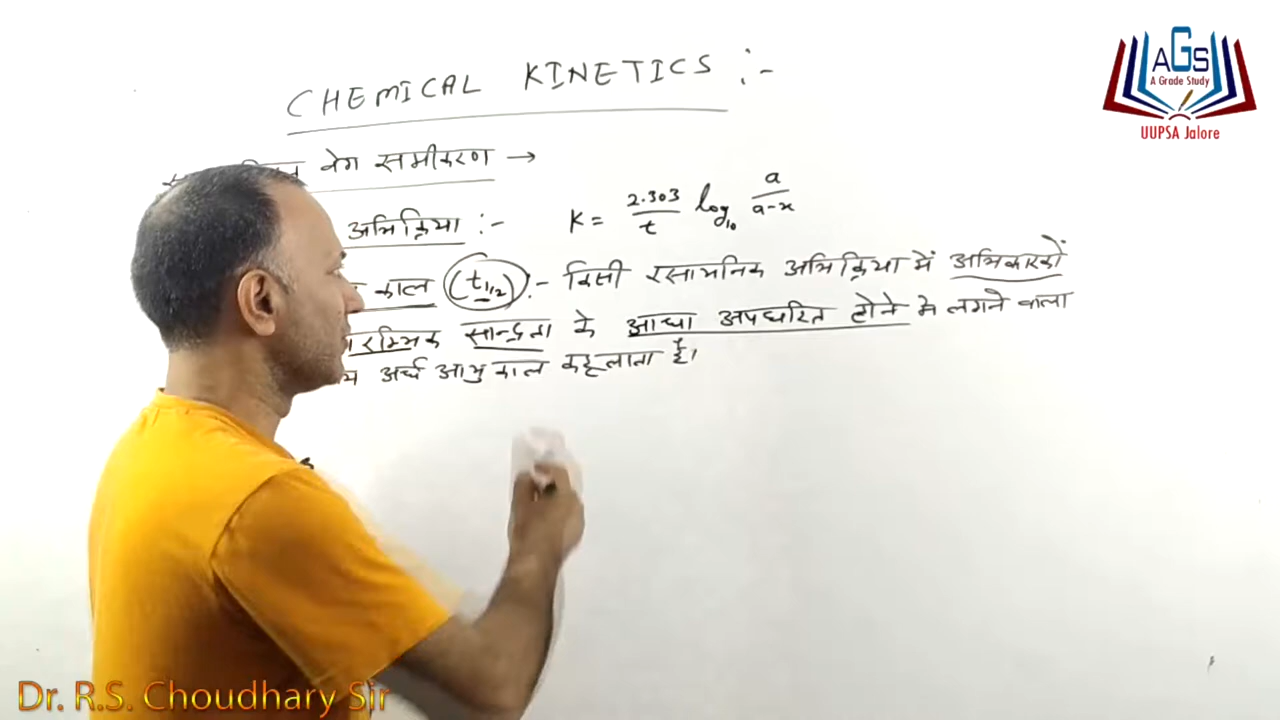 CHEMICAL KINETICS :-
वेग समीकरण →
अभिक्रिया :- K = 2.303/t log₁₀ a/a-x
काल (t₁/₂) :- किसी रसायनिक अभिक्रिया में अभिकारकों
सान्द्रता के आधा अपघटित होने मे लगने वाला
अर्ध आयु काल कहलाता है।
AGS
A Grade Study
UUPSA Jalore
Dr. R.S. Choudhary Sir